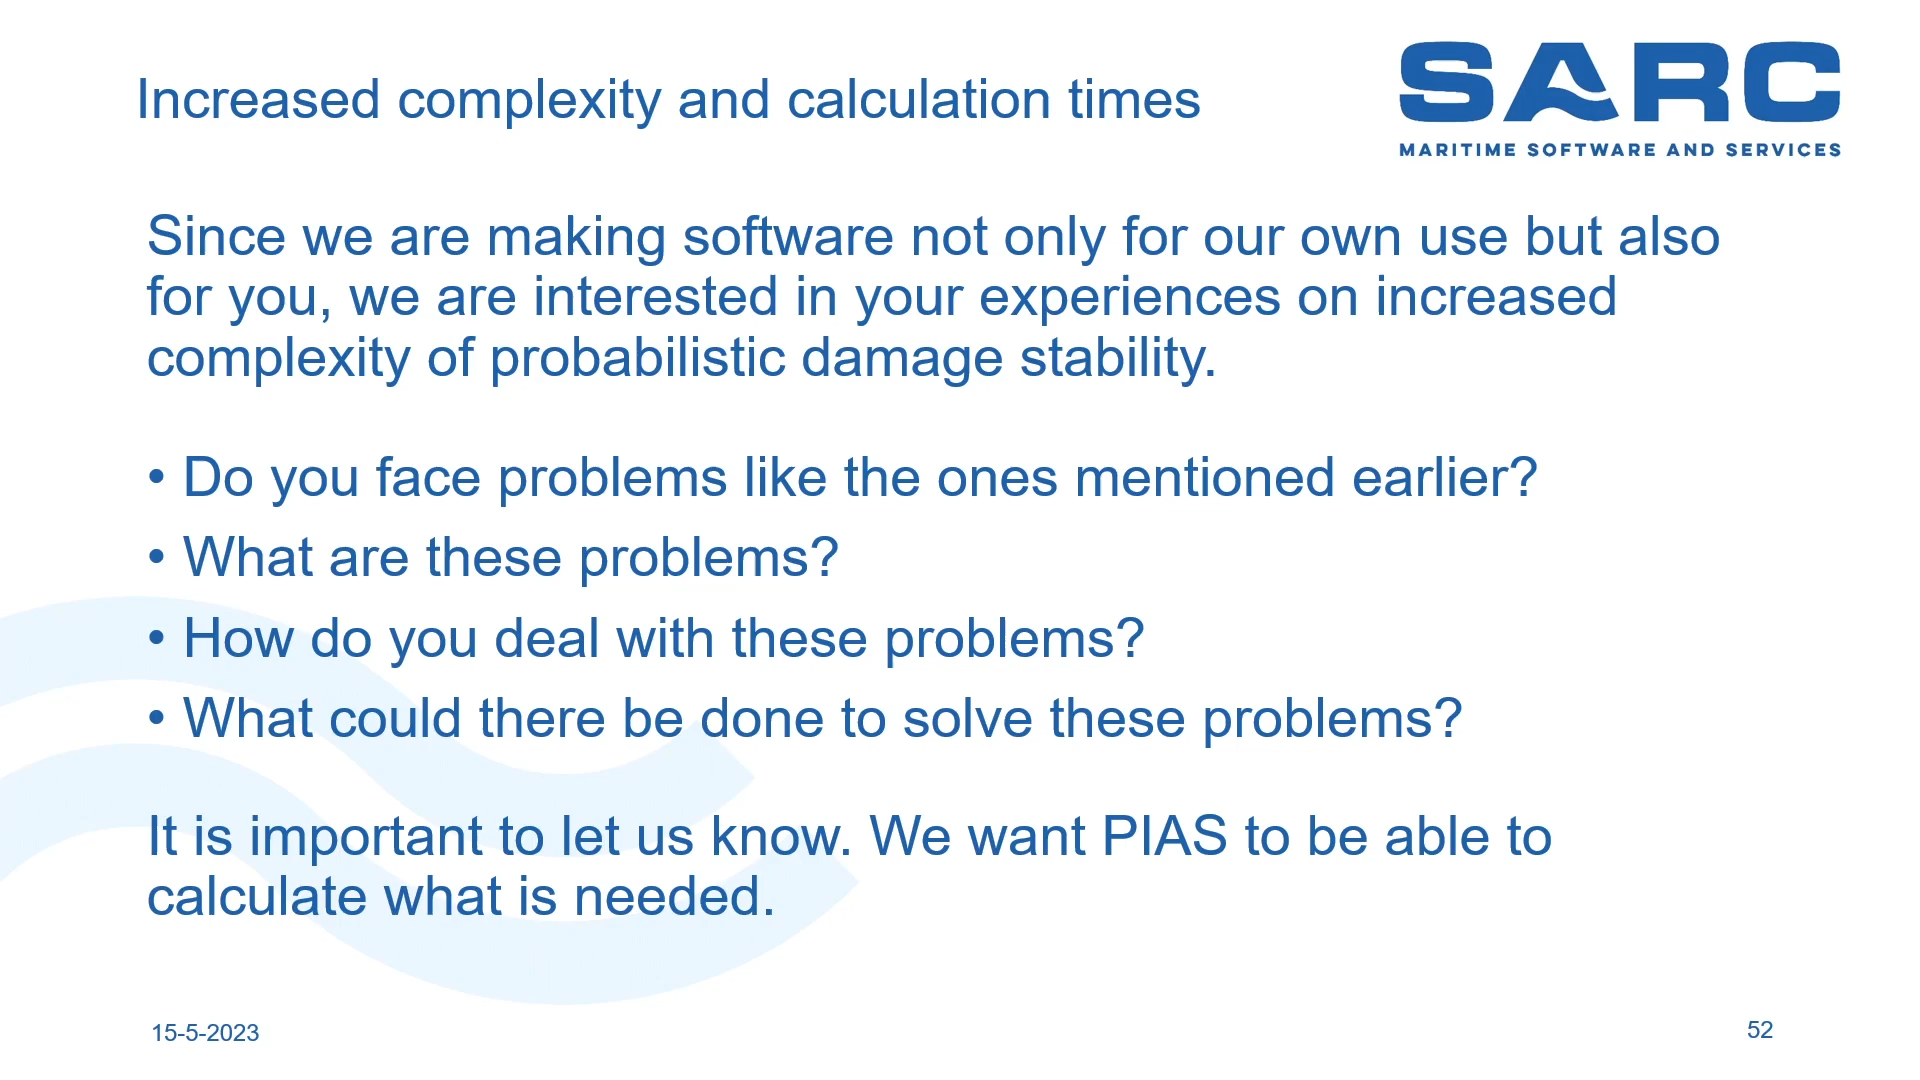 Increased complexity and calculation times
SARC
MARITIME SOFTWARE AND SERVICES
Since we are making software not only for our own use but also
for you, we are interested in your experiences on increased
complexity of probabilistic damage stability.
• Do you face problems like the ones mentioned earlier?
• What are these problems?
• How do you deal with these problems?
• What could there be done to solve these problems?
It is important to let us know. We want PIAS to be able to
calculate what is needed.
15-5-2023
52